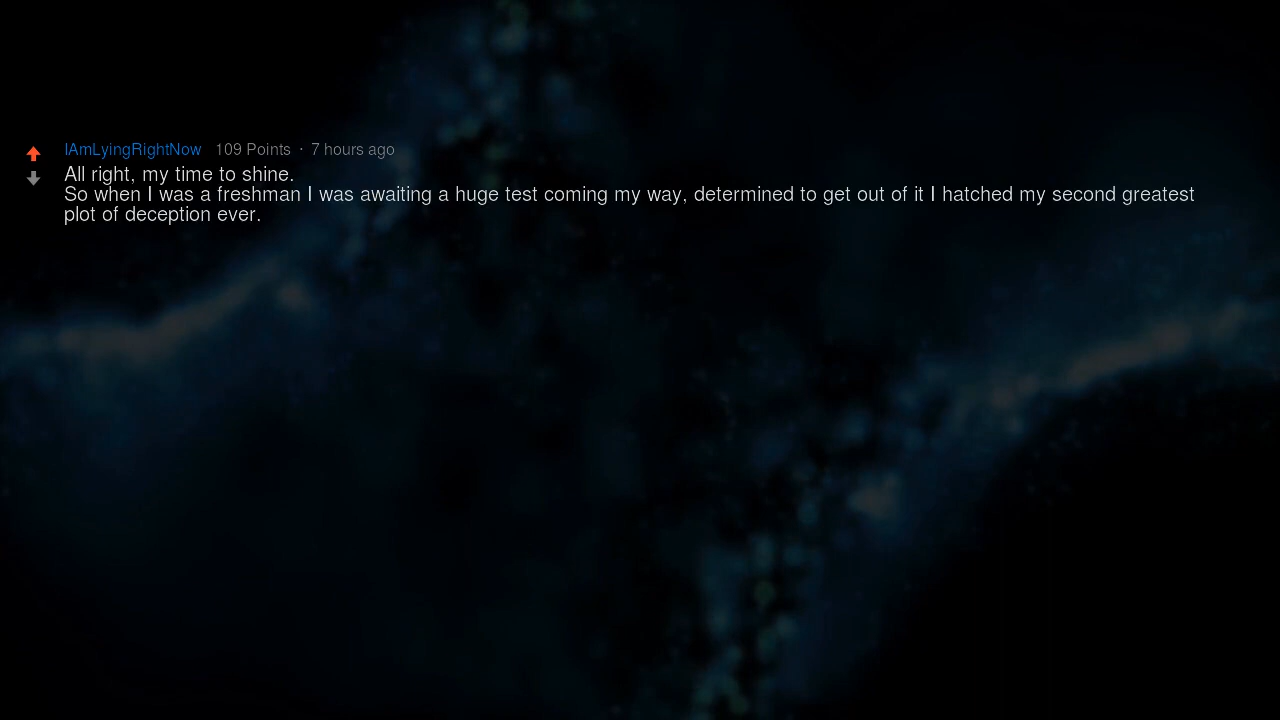 IAmLyingRightNow 109 Points · 7 hours ago
All right, my time to shine.
So when I was a freshman I was awaiting a huge test coming my way, determined to get out of it I hatched my second greatest
plot of deception ever.